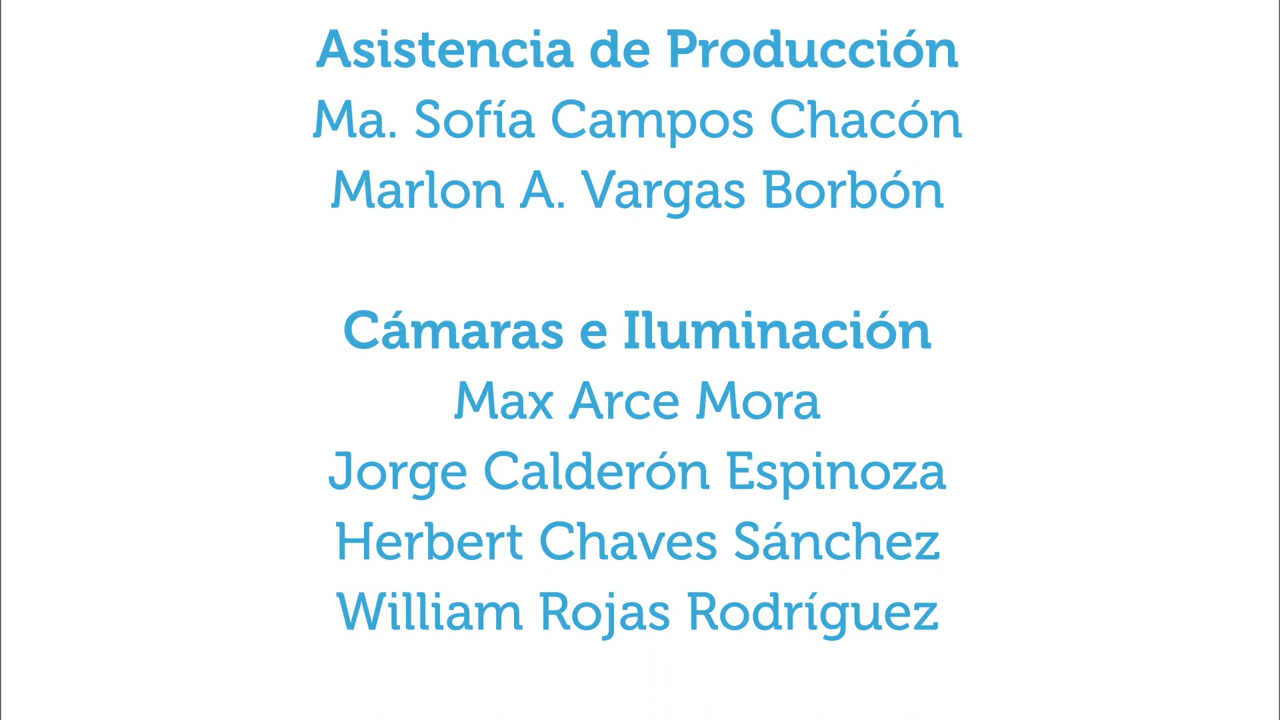 Asistencia de Producción
Ma. Sofía Campos Chacón
Marlon A. Vargas Borbón
Cámaras e Iluminación
Max Arce Mora
Jorge Calderón Espinoza
Herbert Chaves Sánchez
William Rojas Rodríguez